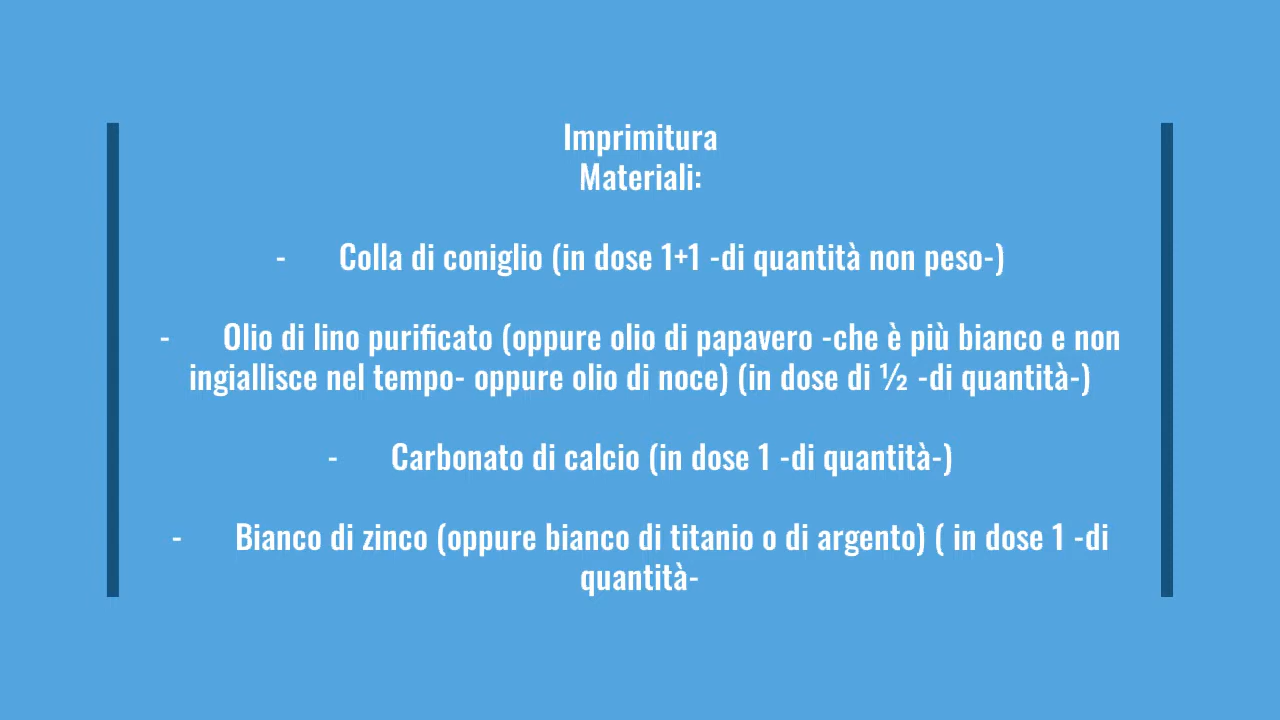 Imprimitura
Materiali:
- Colla di coniglio (in dose 1+1 -di quantità non peso-)
- Olio di lino purificato (oppure olio di papavero -che è più bianco e non
ingiallisce nel tempo- oppure olio di noce) (in dose di ½ -di quantità-)
- Carbonato di calcio (in dose 1 -di quantità-)
- Bianco di zinco (oppure bianco di titanio o di argento) ( in dose 1 -di
quantità-